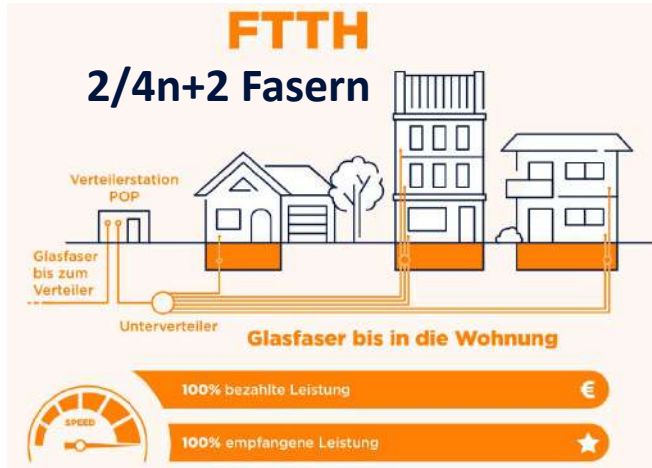 FTTH
2/4n+2 Fasern
Verteilerstation
POP
Glasfaser
bis zum
Verteiler
Unterverteiler
Glasfaser bis in die Wohnung
SPEED
100% bezahlte Leistung
€
100% empfangene Leistung